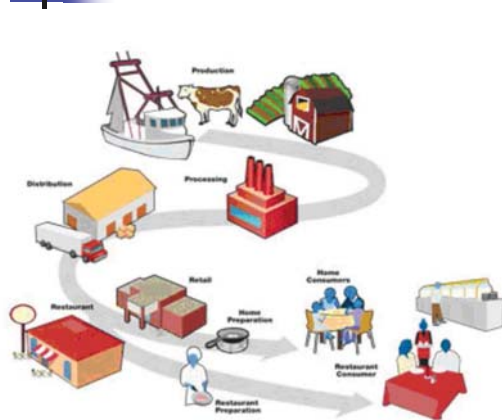 Production
Distribution
Processing
Retail
Home
Consumers
Restaurant
Home
Preparation
Restaurant
Consumer
Restaurant
Preparation